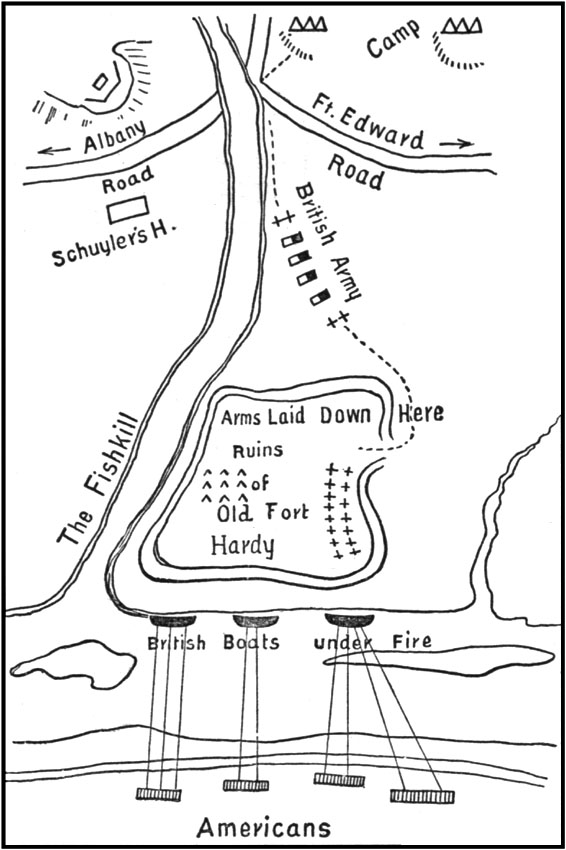 Camp
Albany
Road
Ft. Edward
Road
Schuyler's H.
British Army
The Fishkill
Arms Laid Down Here
Ruins
of
Old Fort
Hardy
British Boats under Fire
Americans